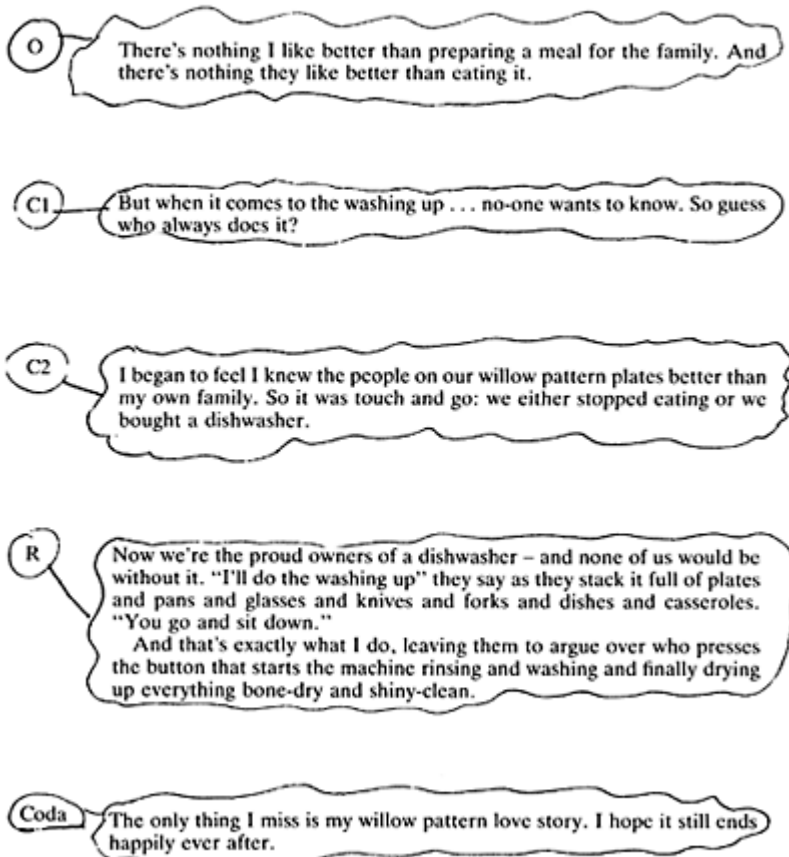 O
There's nothing I like better than preparing a meal for the family. And
there's nothing they like better than eating it.
C1
But when it comes to the washing up ... no-one wants to know. So guess
who always does it?
C2
I began to feel I knew the people on our willow pattern plates better than
my own family. So it was touch and go: we either stopped eating or we
bought a dishwasher.
R
Now we're the proud owners of a dishwasher – and none of us would be
without it. "I'll do the washing up" they say as they stack it full of plates
and pans and glasses and knives and forks and dishes and casseroles.
"You go and sit down."
And that's exactly what I do, leaving them to argue over who presses
the button that starts the machine rinsing and washing and finally drying
up everything bone-dry and shiny-clean.
Coda
The only thing I miss is my willow pattern love story. I hope it still ends
happily ever after.